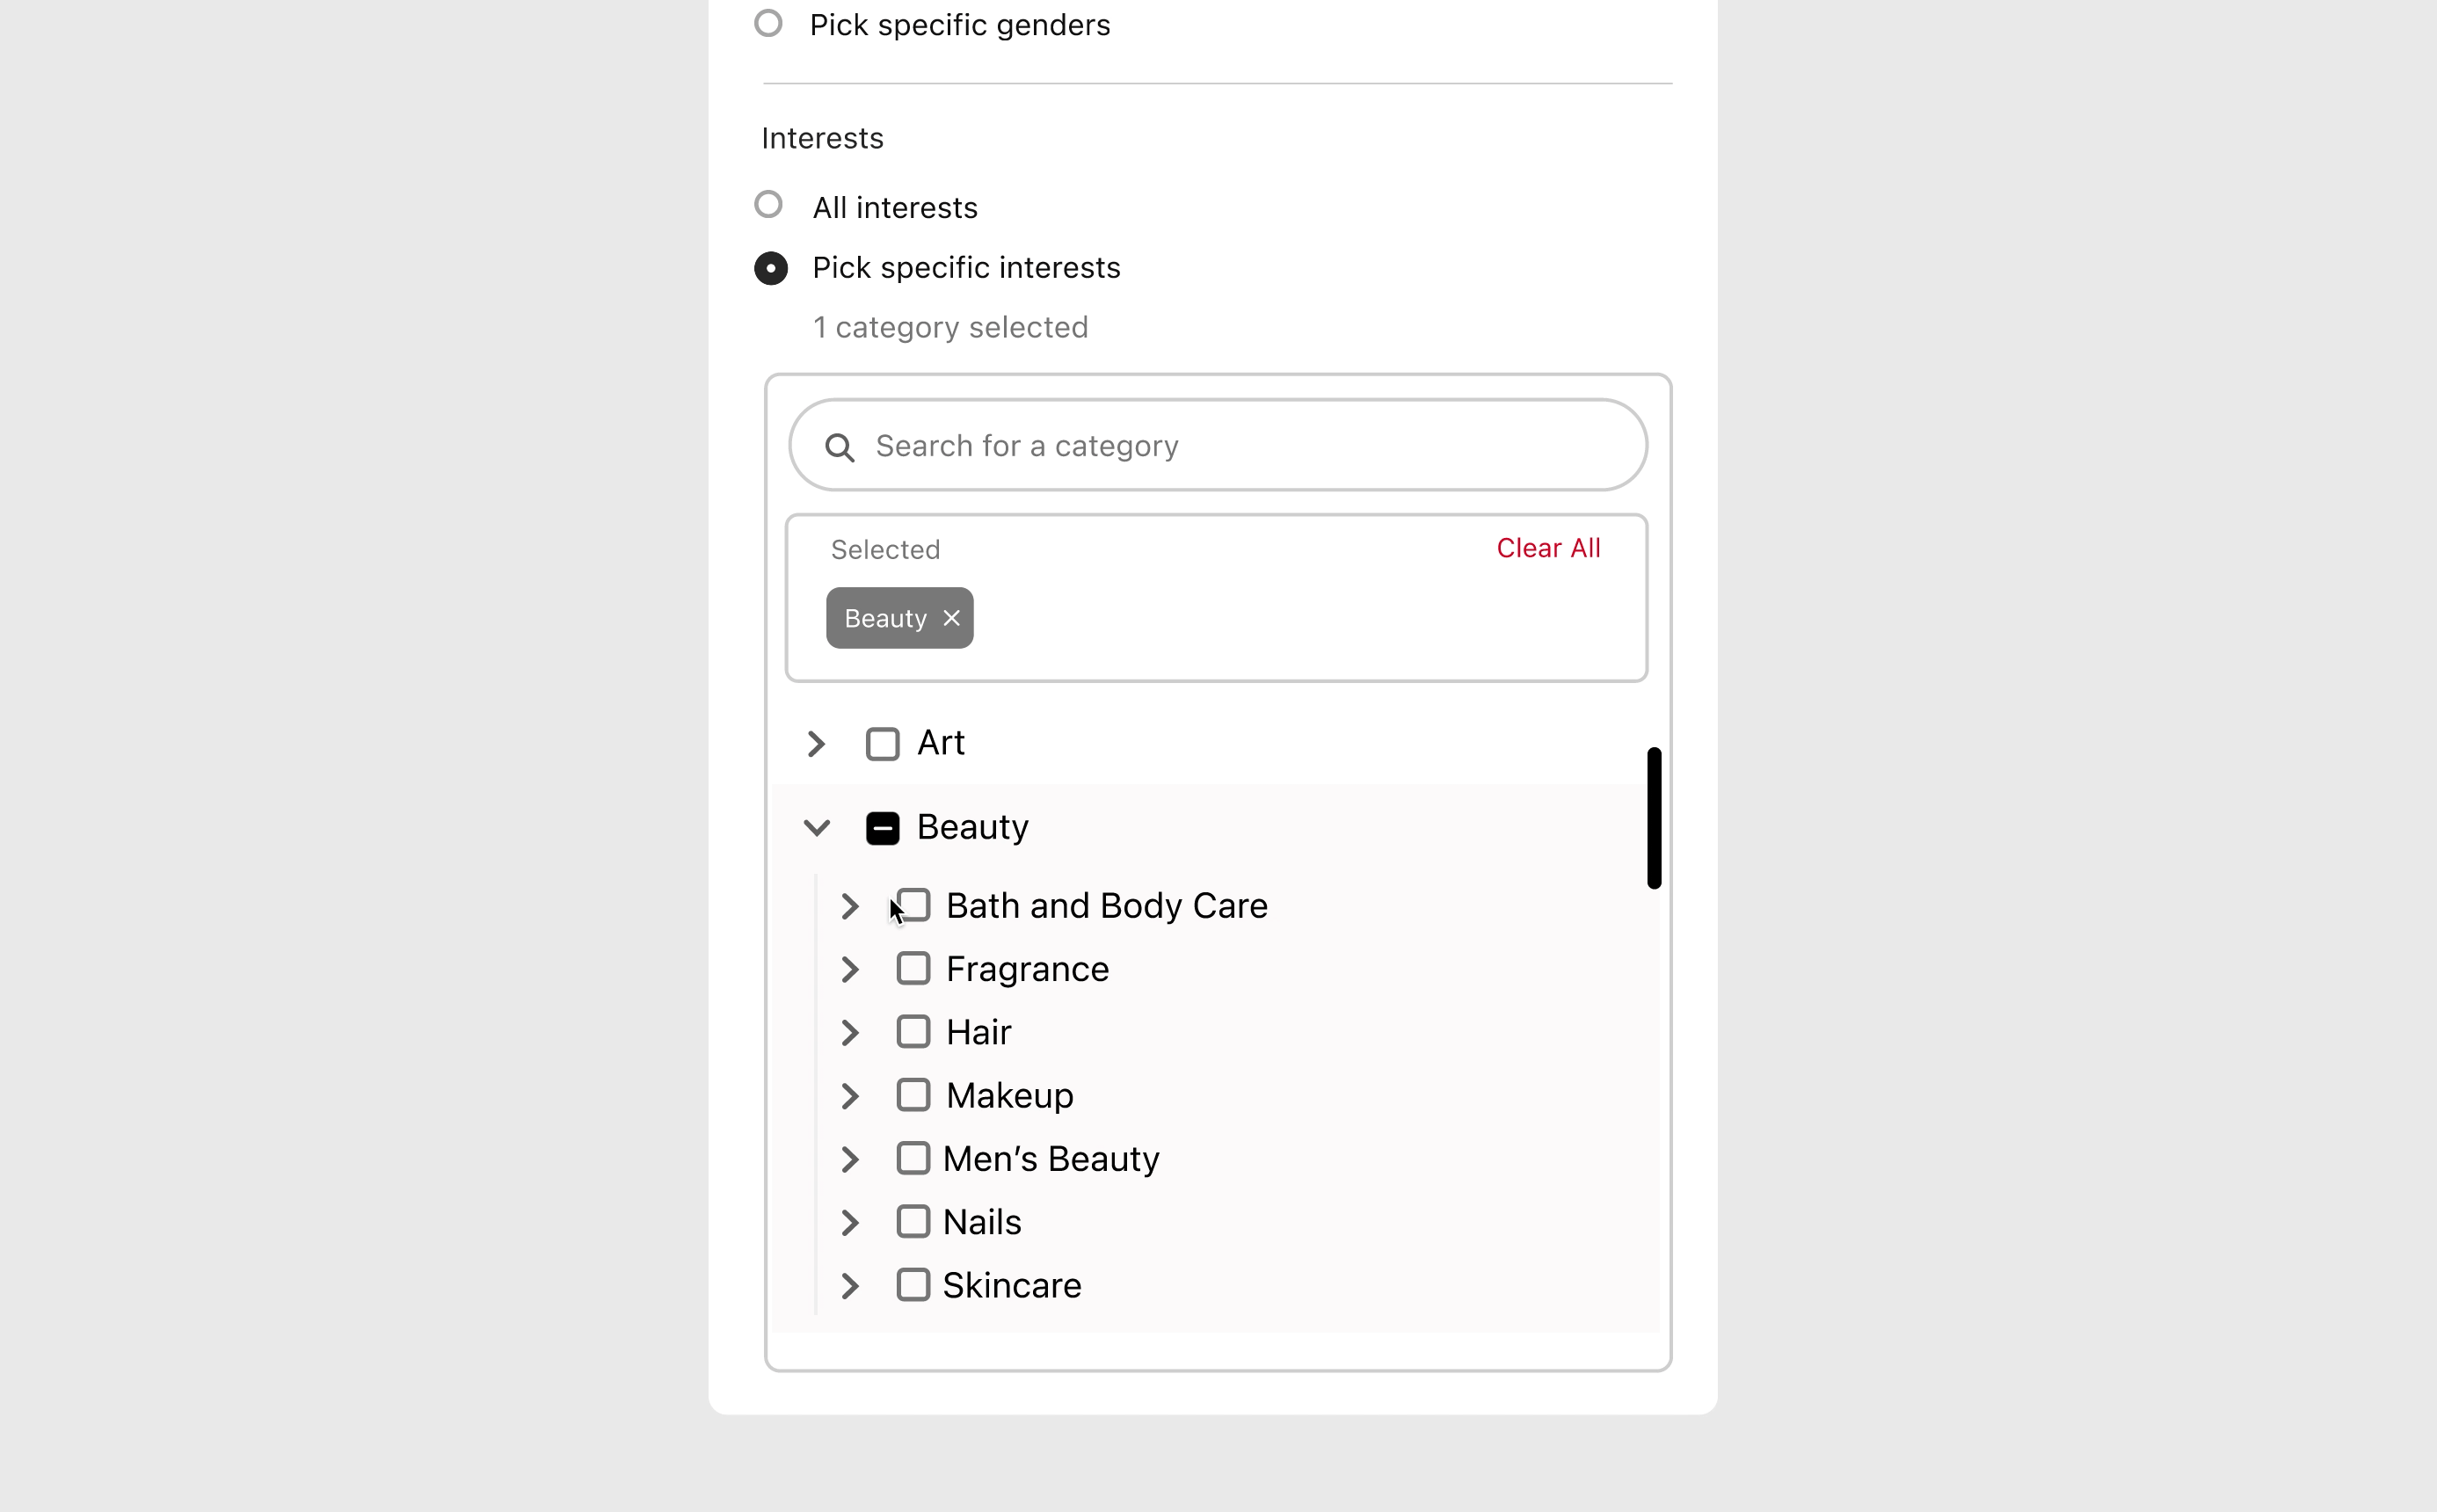 Pick specific genders
Interests
All interests
Pick specific interests
1 category selected
Search for a category
Selected
Clear All
Beauty
Art
Beauty
Bath and Body Care
Fragrance
Hair
Makeup
Men’s Beauty
Nails
Skincare